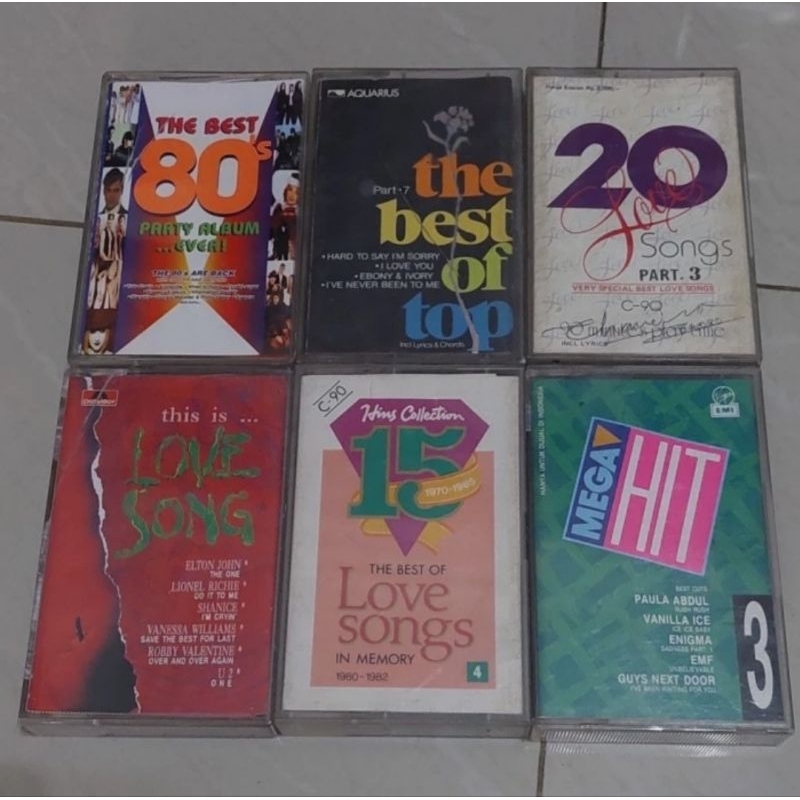 THE BEST
80's
PARTY ALBUM
...EVER!
THE 80's ARE BACK
AQUARIUS
Part•7
the
best
of
top
•HARD TO SAY I'M SORRY
•I LOVE YOU
•EBONY & IVORY
•I'VE NEVER BEEN TO ME
Incl Lyrics & Chords
20
Love
Songs
PART. 3
VERY SPECIAL BEST LOVE SONGS
C-90
INCL LYRICS
this is ...
LOVE
SONG
ELTON JOHN
THE ONE
LIONEL RICHIE
DO IT TO ME
SHANICE
I'M CRYIN'
VANESSA WILLIAMS
SAVE THE BEST FOR LAST
ROBBY VALENTINE
OVER AND OVER AGAIN
U 2
ONE
C-90
Hins Collection
15
1970-1985
THE BEST OF
Love
songs
IN MEMORY
1980-1982
4
HANYA UNTUK DIJUAL DI INDONESIA
EMI
MEGA
HIT
BEST CUTS
PAULA ABDUL
RUSH RUSH
VANILLA ICE
ICE ICE BABY
ENIGMA
SADNESS PART. 1
EMF
UNBELIEVABLE
GUYS NEXT DOOR
I'VE BEEN WAITING FOR YOU
3